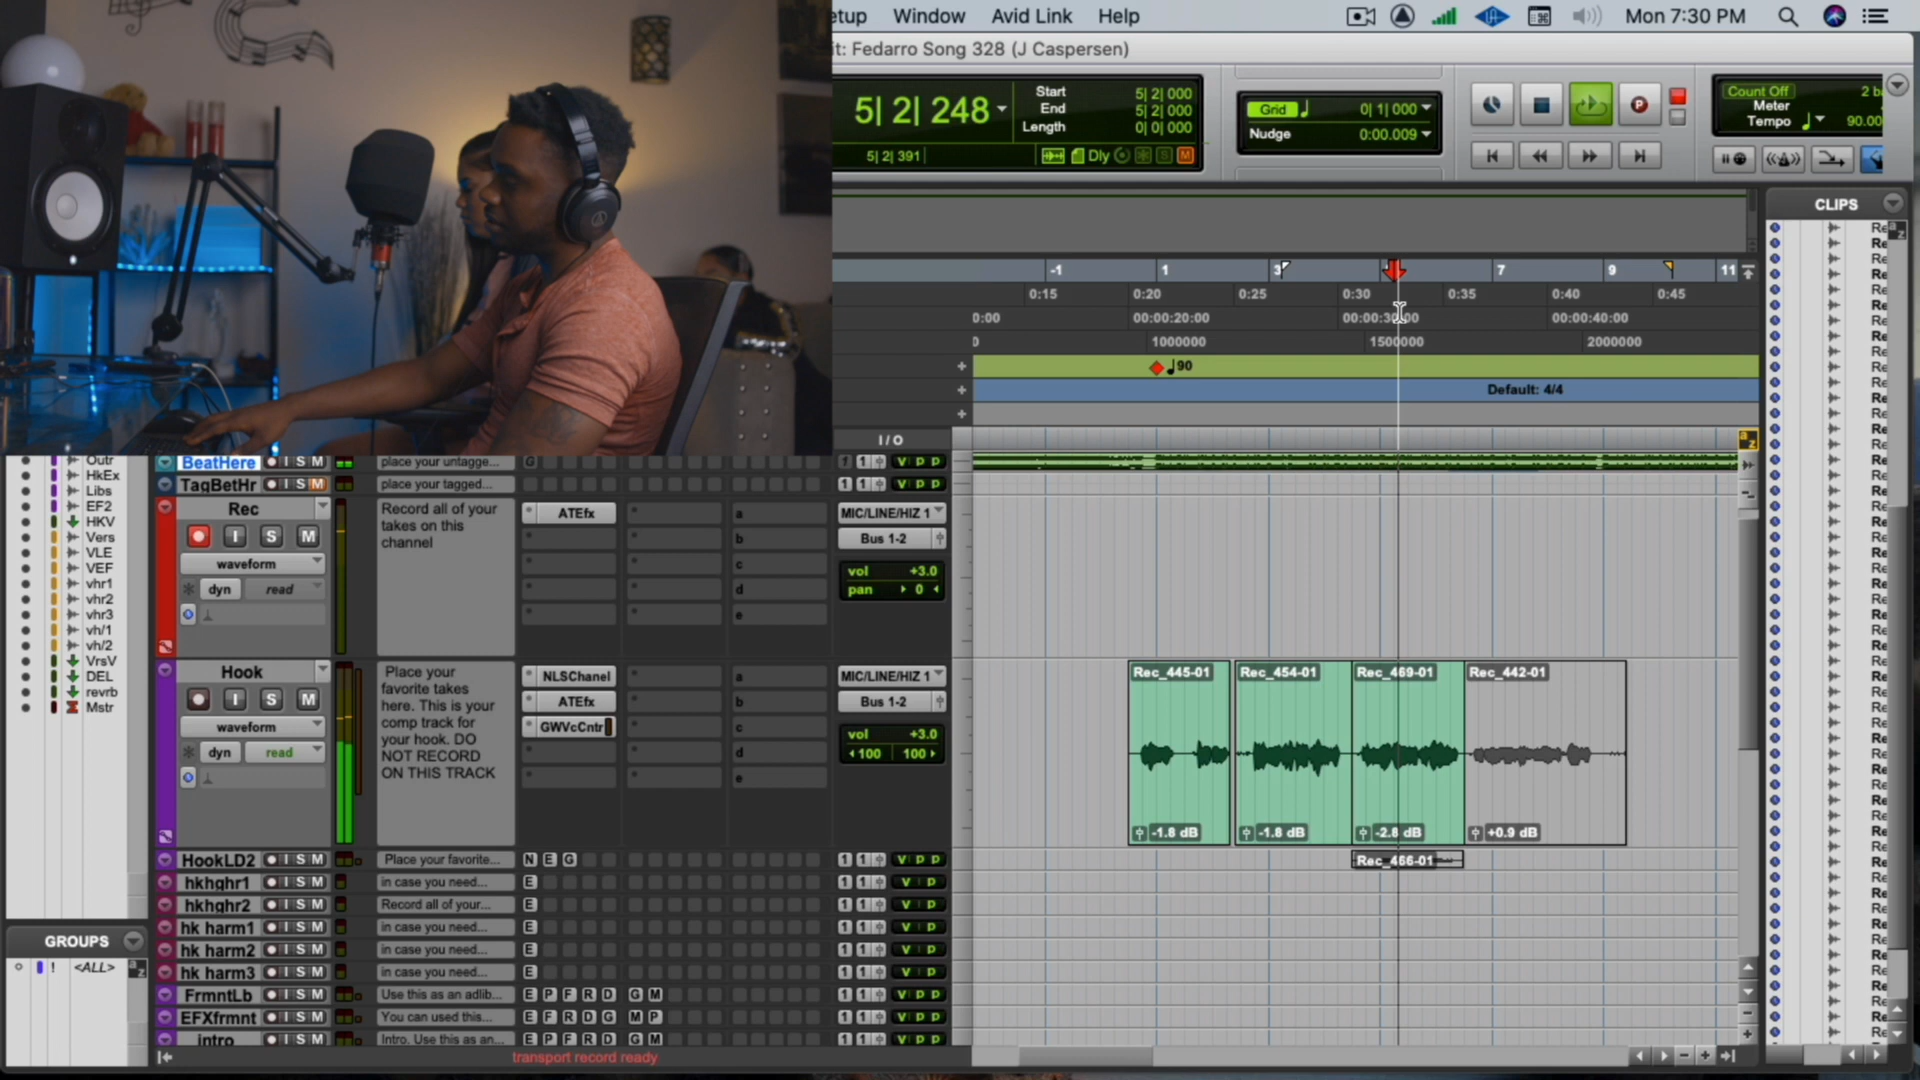 etup Window Avid Link Help Mon 7:30 PM
it: Fedarro Song 328 (J Caspersen)
5| 2| 248
Start 5| 2| 000
End 5| 2| 000
Length 0| 0| 000
5| 2| 391
Dly
Grid 0| 1| 000
Nudge 0:00.009
Count Off
Meter
Tempo 90.00
CLIPS
-1 1 3 7 9 11
0:15 0:20 0:25 0:30 0:35 0:40 0:45
0:00 00:00:20:00 00:00:30:00 00:00:40:00
0 1000000 1500000 2000000
90
Default: 4/4
I / O
Outr
HkEx
Libs
EF2
HKV
Vers
VLE
VEF
vhr1
vhr2
vhr3
vh/1
vh/2
VrsV
DEL
revrb
Mstr
GROUPS
! <ALL>
BeatHere I S M place your untagge... V P P
TagBetHr I S M place your tagged... V P P
Rec
I S M
waveform
dyn read
Record all of your
takes on this
channel
ATEfx
a
b
c
d
e
MIC/LINE/HIZ 1
Bus 1-2
vol +3.0
pan 0
Hook
I S M
waveform
dyn read
Place your
favorite takes
here. This is your
comp track for
your hook. DO
NOT RECORD
ON THIS TRACK
NLSChanel
ATEfx
GWVcCntr
a
b
c
d
e
MIC/LINE/HIZ 1
Bus 1-2
vol +3.0
100 100
Rec_445-01 Rec_454-01 Rec_469-01 Rec_442-01
-1.8 dB -1.8 dB -2.8 dB +0.9 dB
Rec_466-01
HookLD2 I S M Place your favorite... N E G V P P
hkhghr1 I S M in case you need... E V P
hkhghr2 I S M Record all of your... E V P
hk harm1 I S M in case you need... E V P
hk harm2 I S M in case you need... E V P
hk harm3 I S M in case you need... E V P
FrmntLb I S M Use this as an adlib... E P F R D G M V P P
EFXfrmnt I S M You can used this... E F R D G M P V P P
intro I S M Intro. Use this as an... E P F R D G M V P P
transport record ready